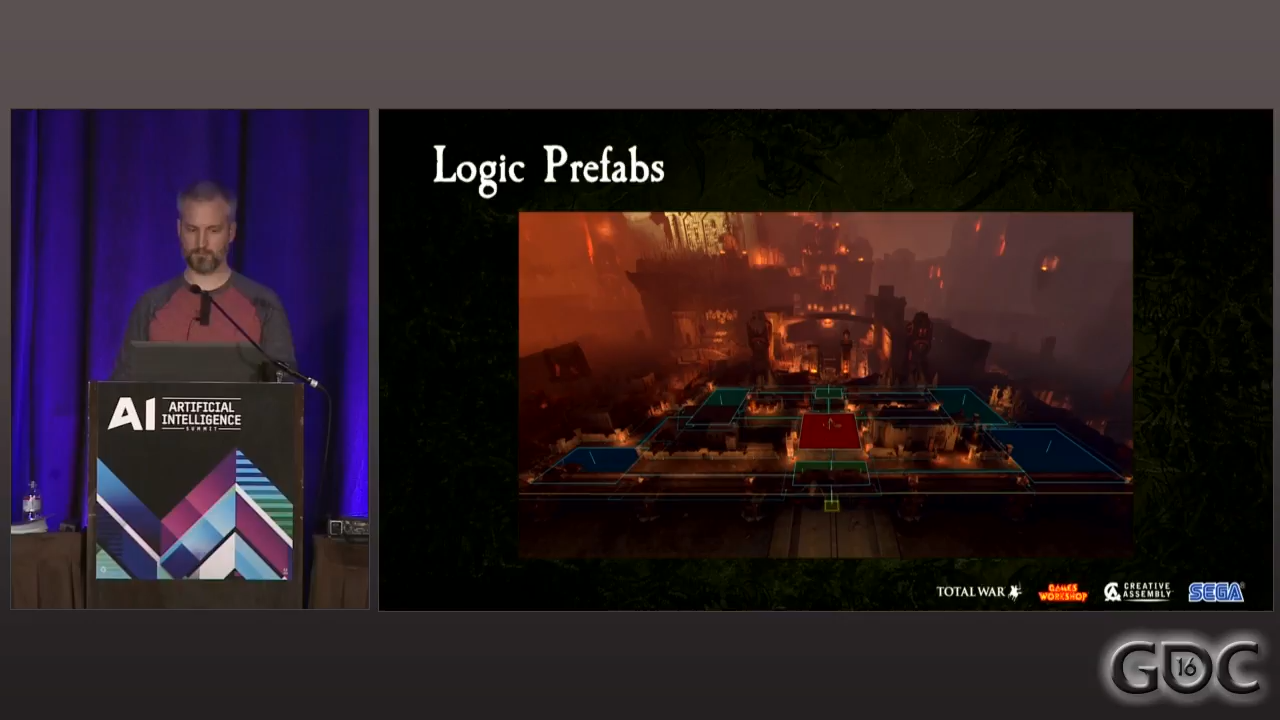 Logic Prefabs
AI ARTIFICIAL
INTELLIGENCE
SUMMIT
TOTAL WAR
GAMES
WORKSHOP
CREATIVE
ASSEMBLY
SEGA
GDC
16